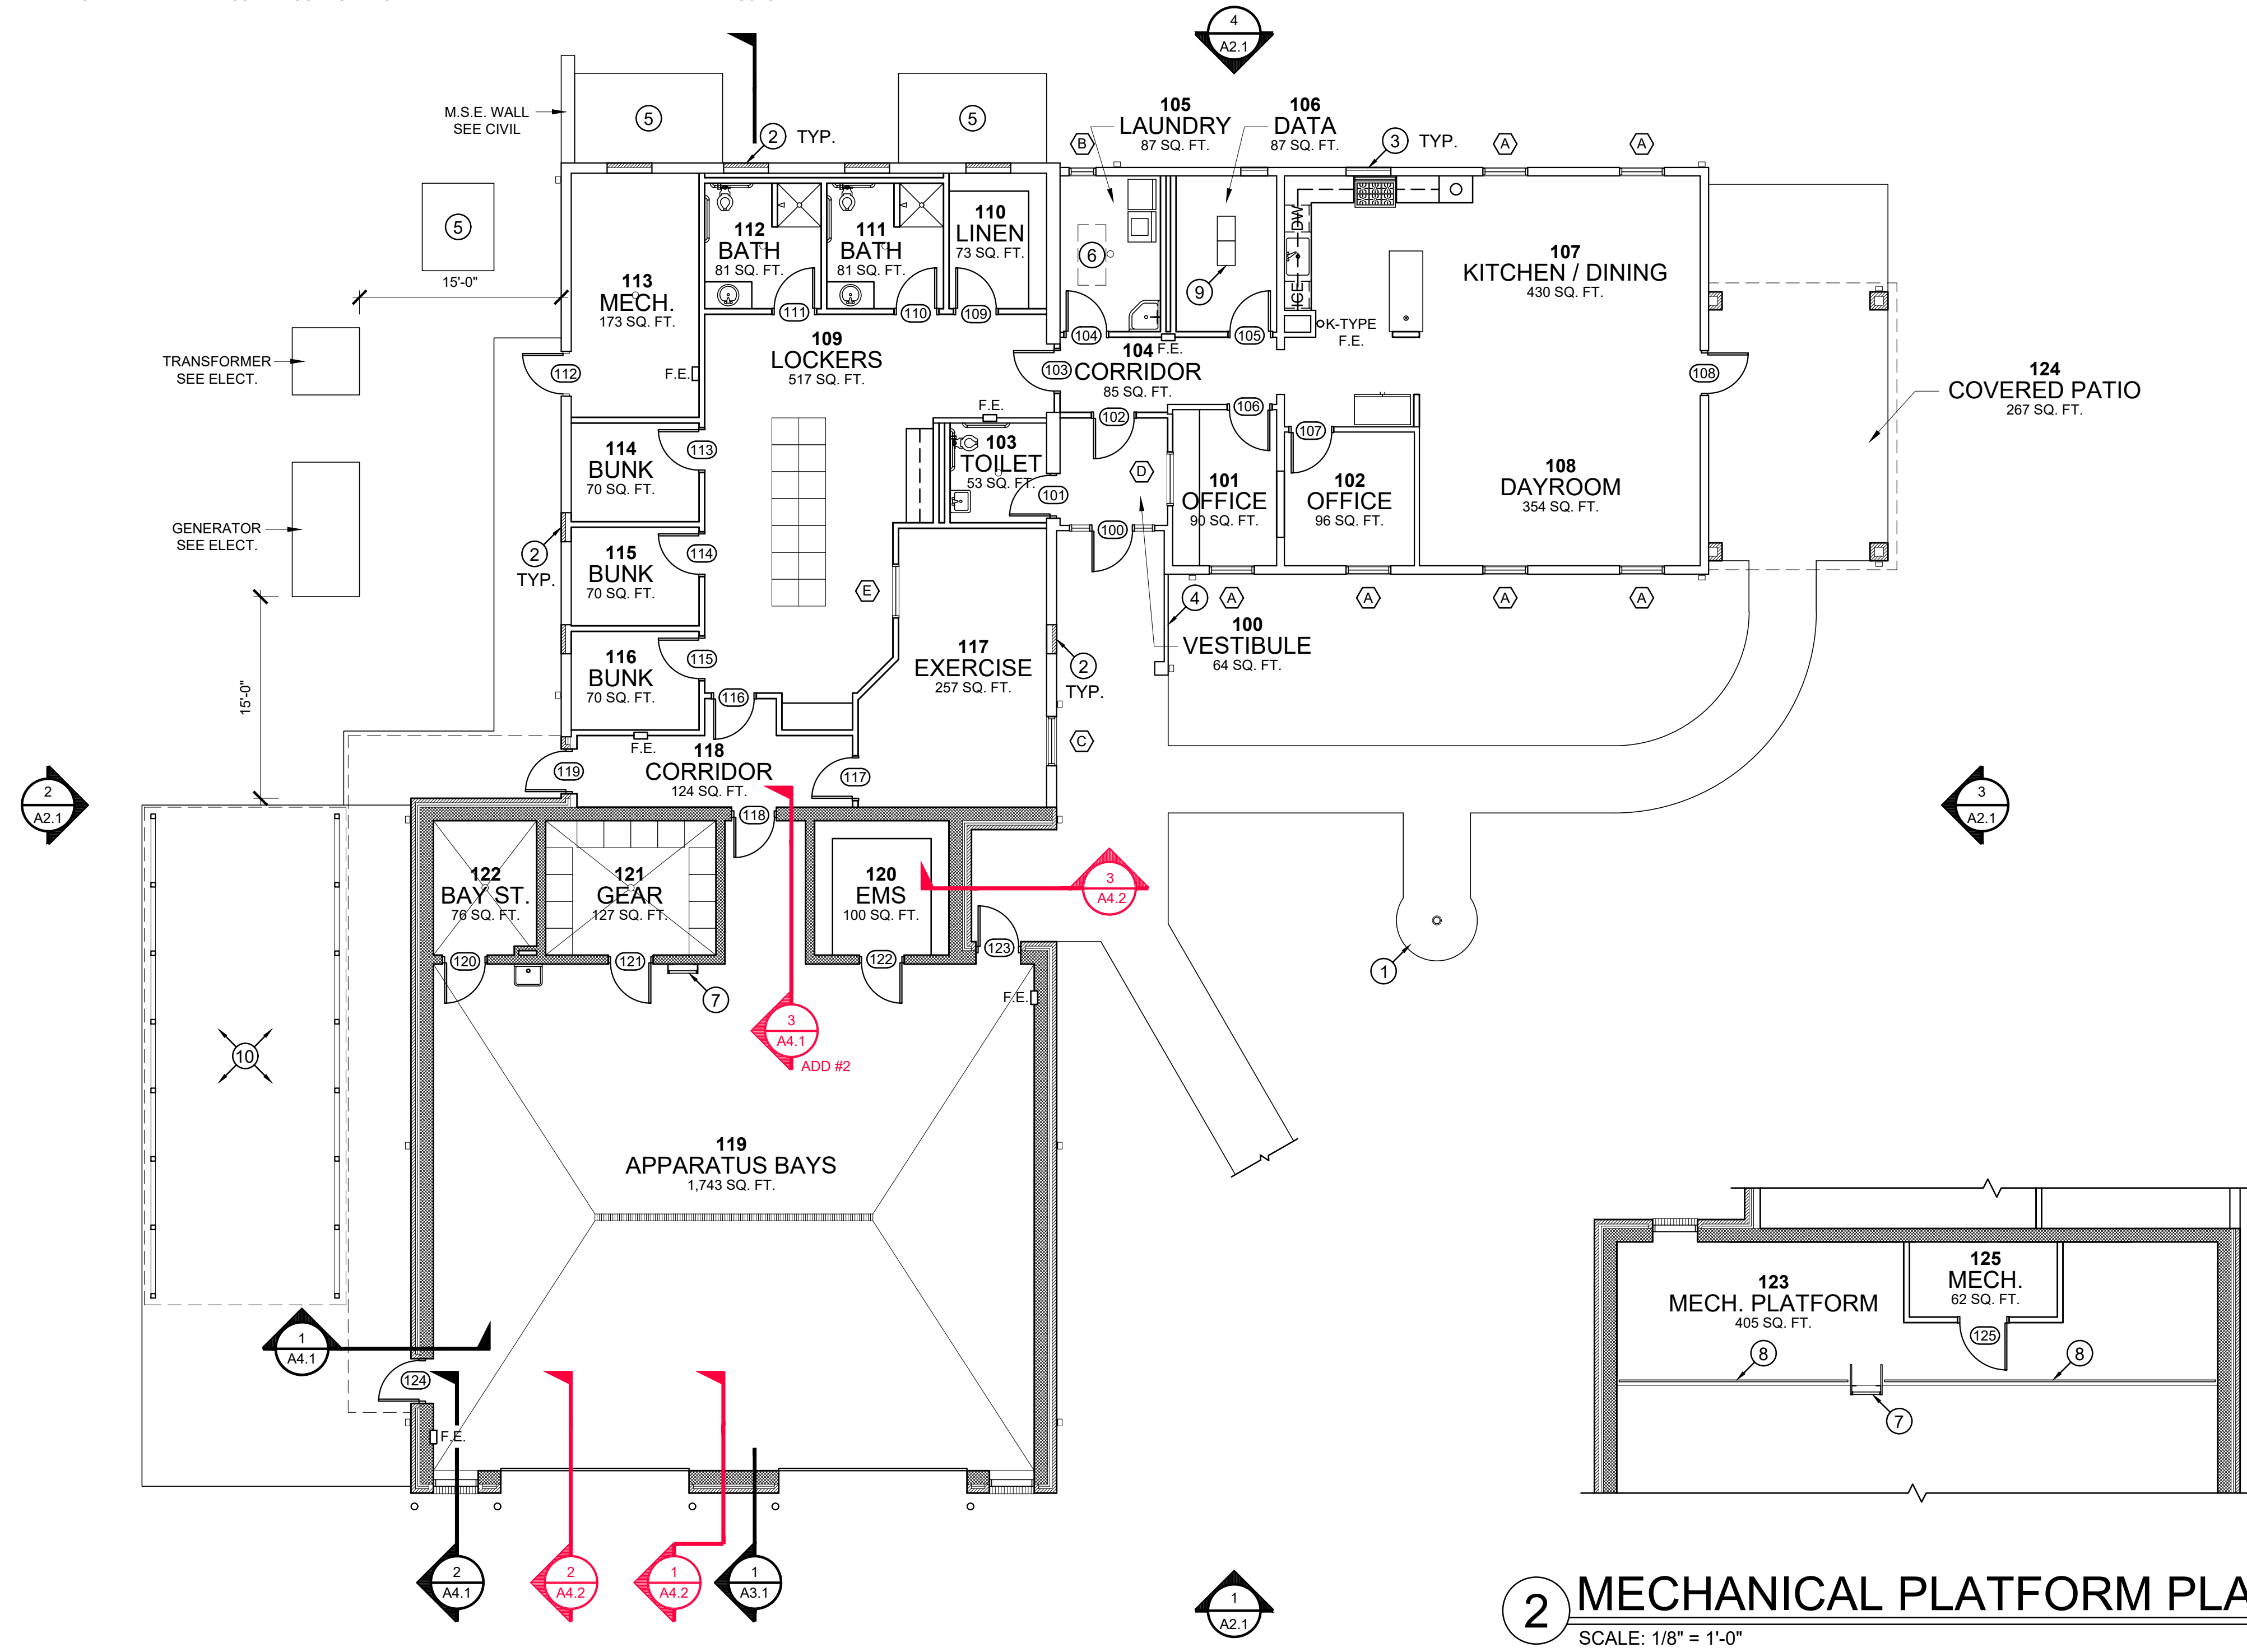 4
A2.1
M.S.E. WALL
SEE CIVIL
5
5
2 TYP.
105
LAUNDRY
87 SQ. FT.
106
DATA
87 SQ. FT.
B
3 TYP.
A
A
5
15'-0"
113
MECH.
173 SQ. FT.
112
BATH
81 SQ. FT.
111
BATH
81 SQ. FT.
110
LINEN
73 SQ. FT.
6
9
DW
ICE
107
KITCHEN / DINING
430 SQ. FT.
111
110
109
104
105
K-TYPE
F.E.
TRANSFORMER
SEE ELECT.
112
F.E.
109
LOCKERS
517 SQ. FT.
103
104
CORRIDOR
85 SQ. FT.
F.E.
108
124
COVERED PATIO
267 SQ. FT.
F.E.
102
106
107
GENERATOR
SEE ELECT.
114
BUNK
70 SQ. FT.
113
103
TOILET
53 SQ. FT.
101
D
101
OFFICE
90 SQ. FT.
102
OFFICE
96 SQ. FT.
108
DAYROOM
354 SQ. FT.
100
2
TYP.
115
BUNK
70 SQ. FT.
114
E
4
A
A
A
A
15'-0"
116
BUNK
70 SQ. FT.
115
117
EXERCISE
257 SQ. FT.
2
TYP.
100
VESTIBULE
64 SQ. FT.
116
C
F.E.
118
CORRIDOR
124 SQ. FT.
119
117
2
A2.1
3
A2.1
118
122
BAY ST.
76 SQ. FT.
121
GEAR
127 SQ. FT.
120
EMS
100 SQ. FT.
3
A4.2
1
120
121
122
123
7
F.E.
3
A4.1
ADD #2
10
119
APPARATUS BAYS
1,743 SQ. FT.
1
A4.1
124
F.E.
123
MECH. PLATFORM
405 SQ. FT.
125
MECH.
62 SQ. FT.
125
8
8
7
2
A4.1
2
A4.2
1
A4.2
1
A3.1
1
A2.1
2 MECHANICAL PLATFORM PLA
SCALE: 1/8" = 1'-0"